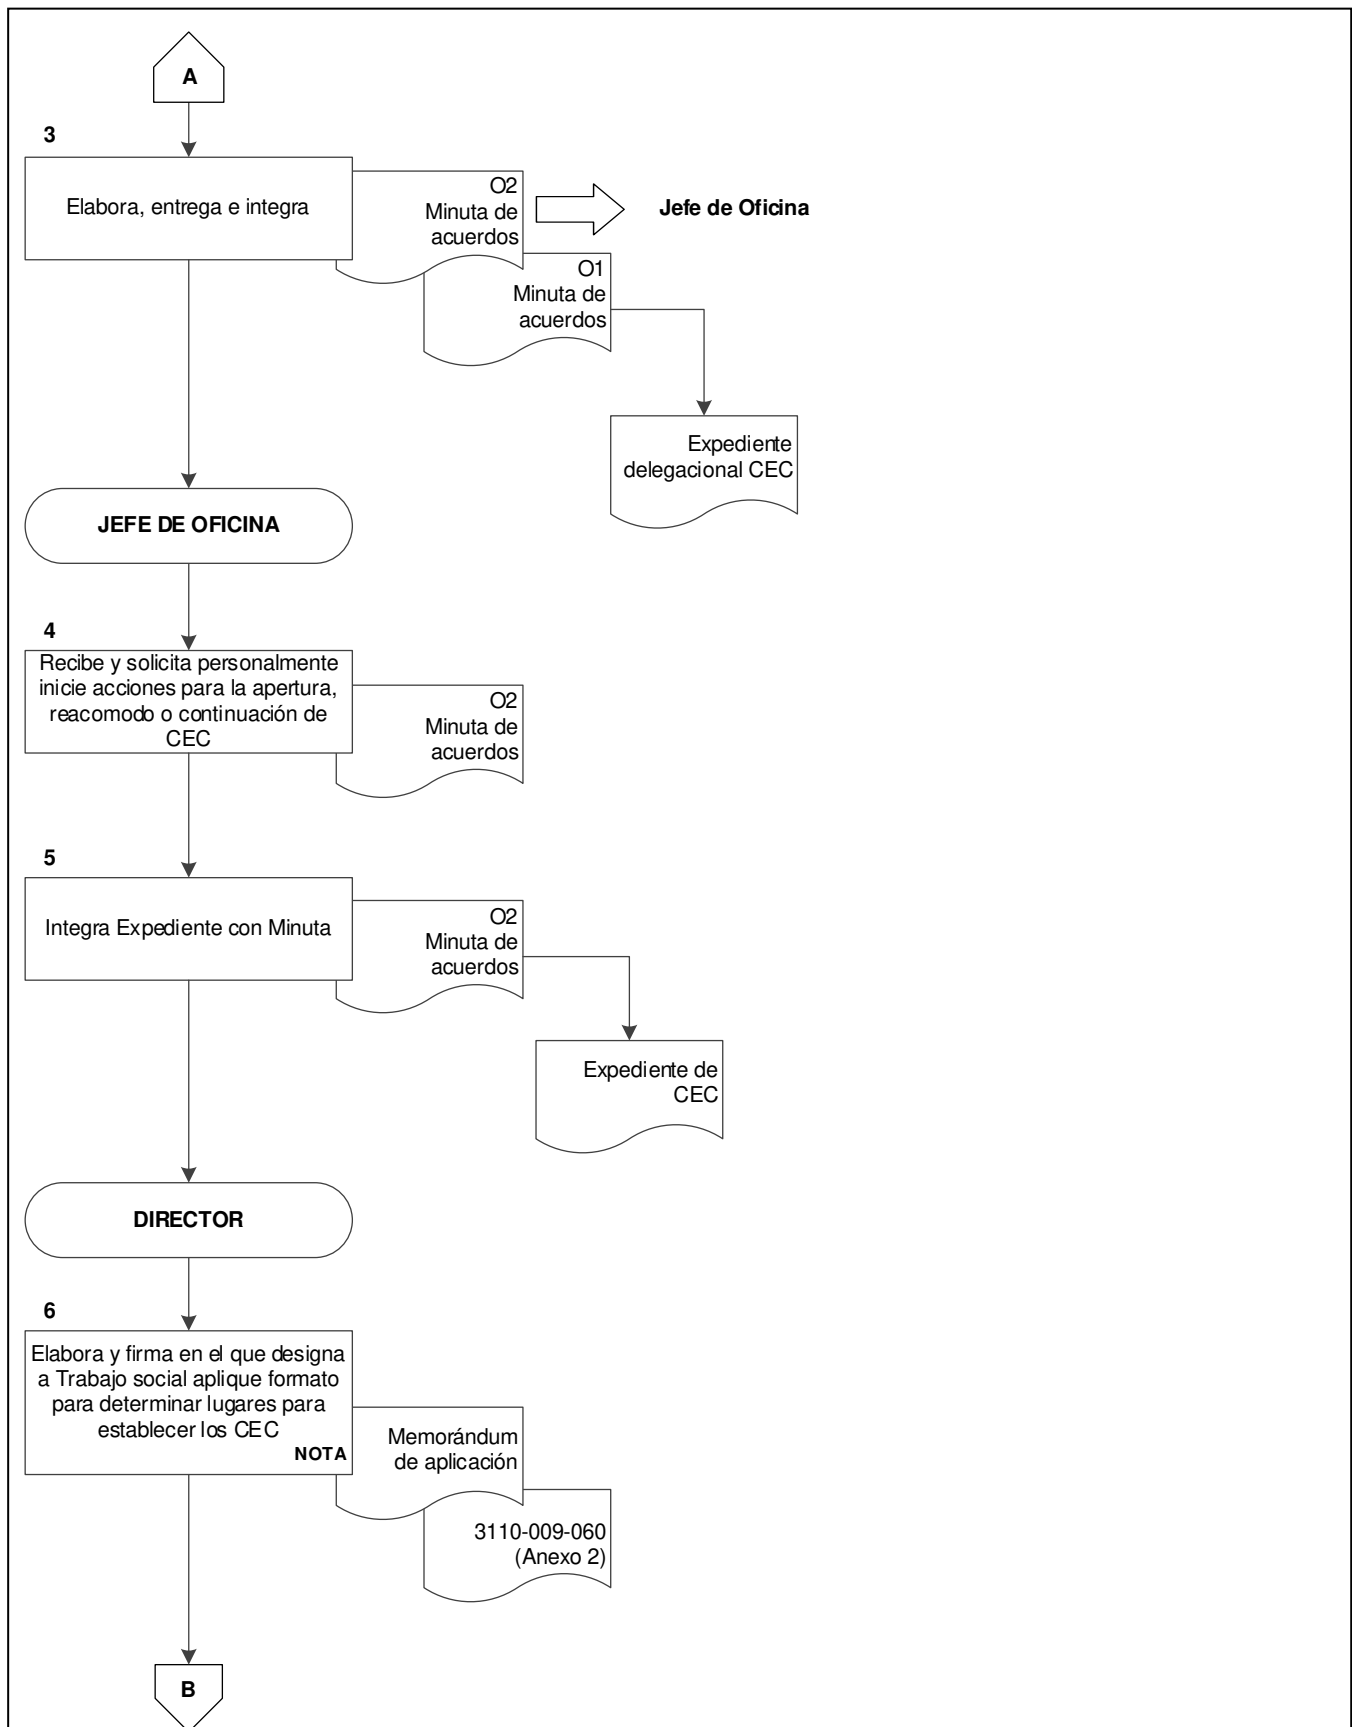 A
3
Elabora, entrega e integra
O2
Minuta de
acuerdos
Jefe de Oficina
O1
Minuta de
acuerdos
Expediente
delegacional CEC
JEFE DE OFICINA
4
Recibe y solicita personalmente
inicie acciones para la apertura,
reacomodo o continuación de
CEC
O2
Minuta de
acuerdos
5
Integra Expediente con Minuta
O2
Minuta de
acuerdos
Expediente de
CEC
DIRECTOR
6
Elabora y firma en el que designa
a Trabajo social aplique formato
para determinar lugares para
establecer los CEC
NOTA
Memorándum
de aplicación
3110-009-060
(Anexo 2)
B